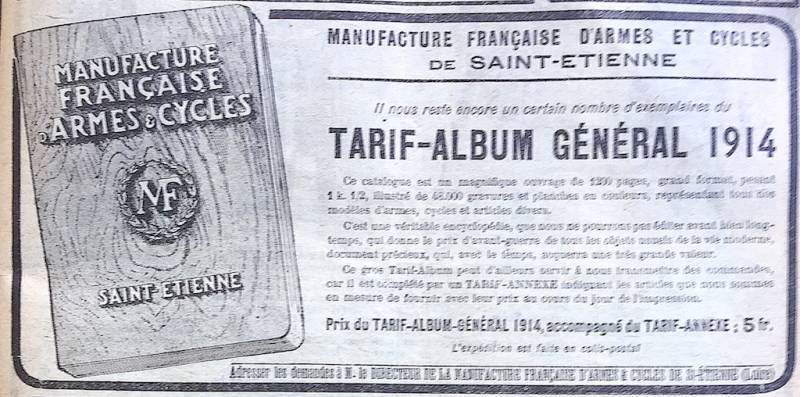 MANUFACTURE
FRANÇAISE
D'ARMES & CYCLES
MF
SAINT-ETIENNE
MANUFACTURE FRANÇAISE D'ARMES ET CYCLES
DE SAINT-ETIENNE
Il nous reste encore un certain nombre d'exemplaires du
TARIF-ALBUM GÉNÉRAL 1914
Ce catalogue est un magnifique ouvrage de 1200 pages, grand format, pesant
1 k. 1/2, illustré de 48.000 gravures et planches en couleurs, représentant tous nos
modèles d'armes, cycles et articles divers.
C'est une véritable encyclopédie, que nous ne pourrons pas éditer avant bien long-
temps, qui donne le prix d'avant-guerre de tous les objets usuels de la vie moderne,
document précieux, qui, avec le temps, acquerra une très grande valeur.
Ce gros Tarif-Album peut d'ailleurs servir à nous transmettre des commandes,
car il est complété par un TARIF-ANNEXE indiquant les articles que nous sommes
en mesure de fournir avec leur prix au cours du jour de l'impression.
Prix du TARIF-ALBUM-GÉNÉRAL 1914, accompagné du TARIF-ANNEXE : 5 fr.
L'expédition est faite en colis-postal
Adresser les demandes à M. le DIRECTEUR DE LA MANUFACTURE FRANÇAISE D'ARMES & CYCLES DE St-ÉTIENNE (Loire)